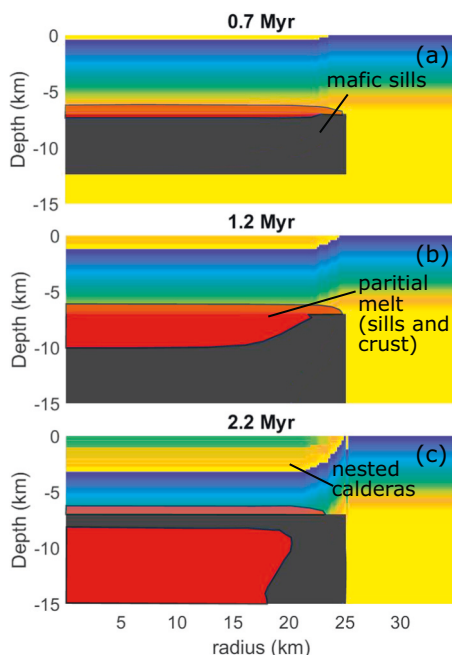 0.7 Myr
0
(a)
mafic sills
-5
Depth (km)
-10
-15
1.2 Myr
0
(b)
paritial
melt
(sills and
crust)
-5
Depth (km)
-10
-15
2.2 Myr
0
(c)
nested
calderas
-5
Depth (km)
-10
-15
5 10 15 20 25 30
radius (km)